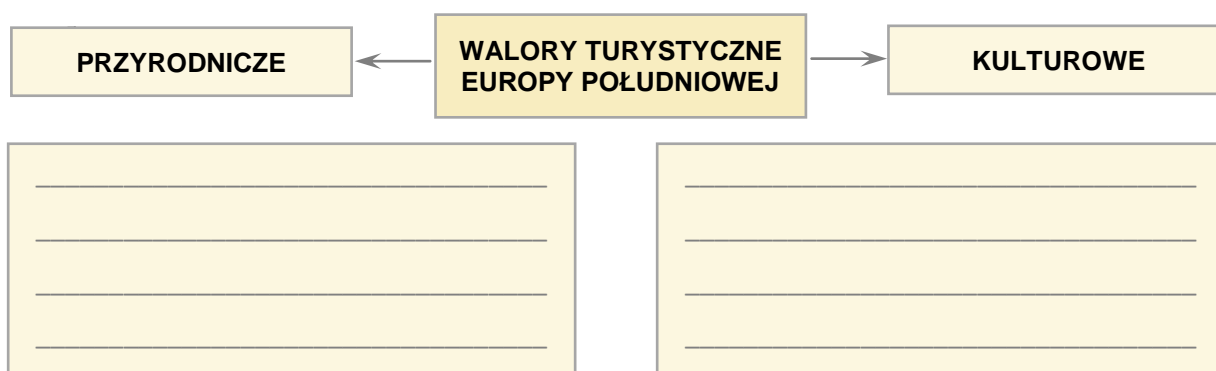 PRZYRODNICZE
WALORY TURYSTYCZNE
EUROPY POŁUDNIOWEJ
KULTUROWE